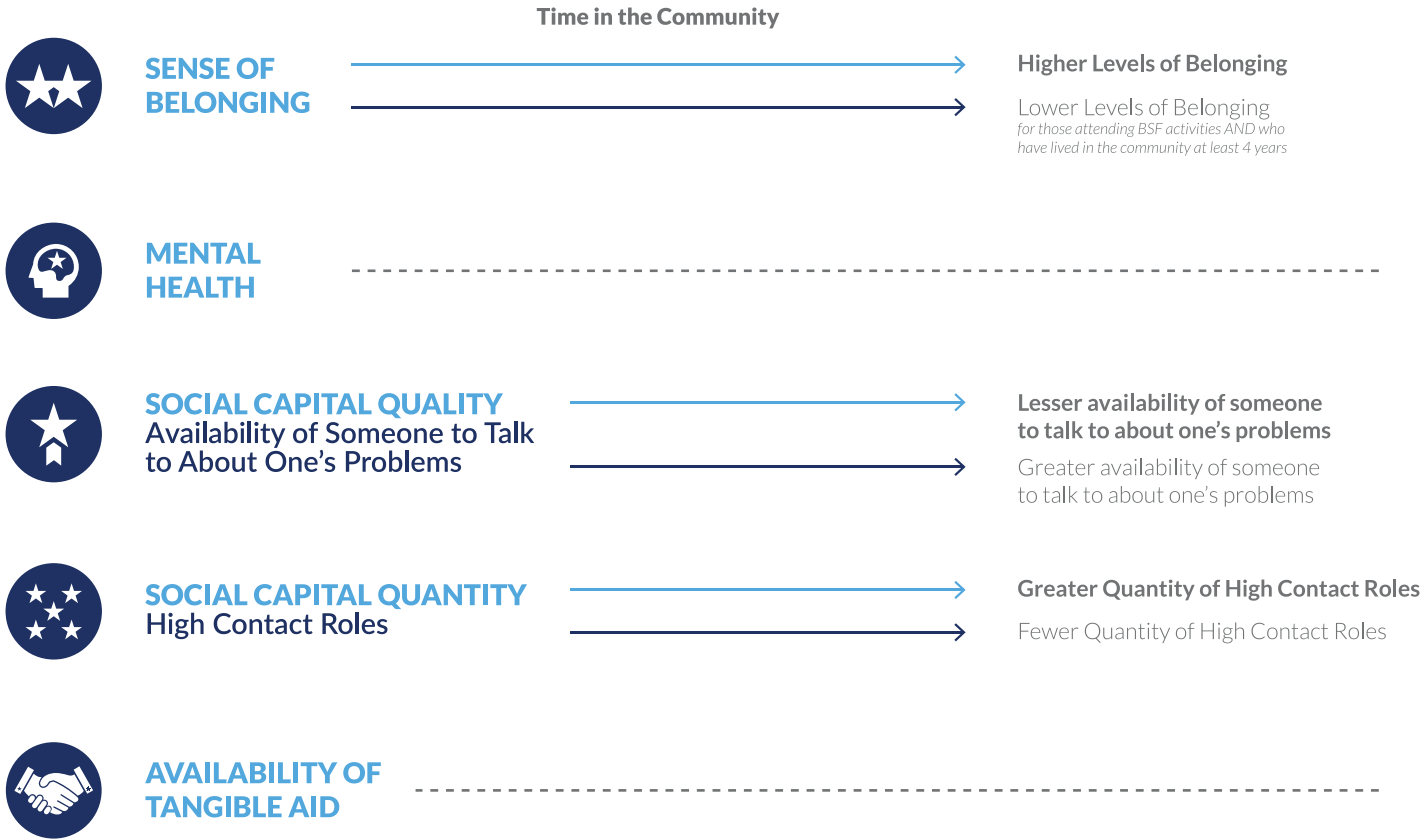 Time in the Community
SENSE OF
BELONGING
Higher Levels of Belonging
Lower Levels of Belonging
for those attending BSF activities AND who
have lived in the community at least 4 years
MENTAL
HEALTH
SOCIAL CAPITAL QUALITY
Availability of Someone to Talk
to About One's Problems
Lesser availability of someone
to talk to about one's problems
Greater availability of someone
to talk to about one's problems
SOCIAL CAPITAL QUANTITY
High Contact Roles
Greater Quantity of High Contact Roles
Fewer Quantity of High Contact Roles
AVAILABILITY OF
TANGIBLE AID